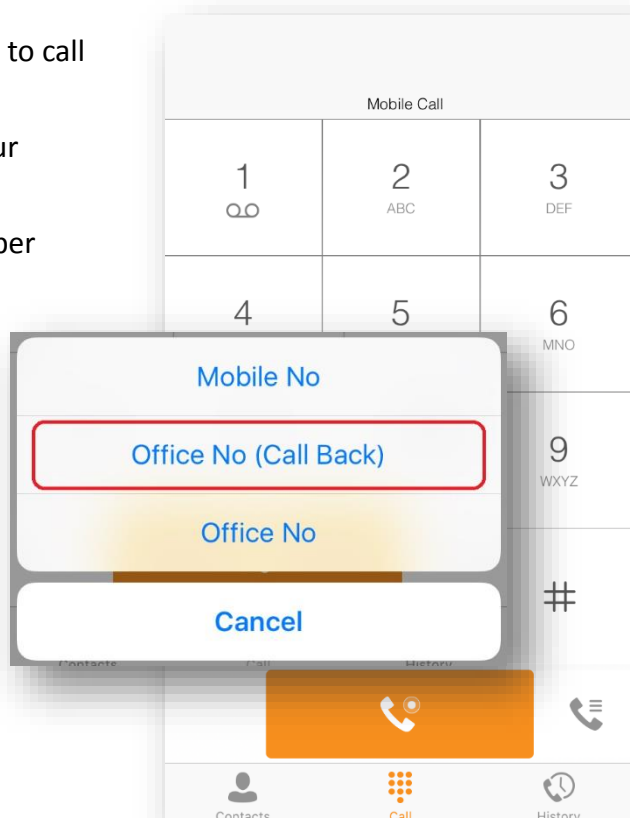 to call
ur
ber
Mobile Call
1
2
ABC
3
DEF
4
5
6
MNO
Mobile No
Office No (Call Back)
Office No
Cancel
9
WXYZ
#
Contacts
Call
History
Contacts
Call
History